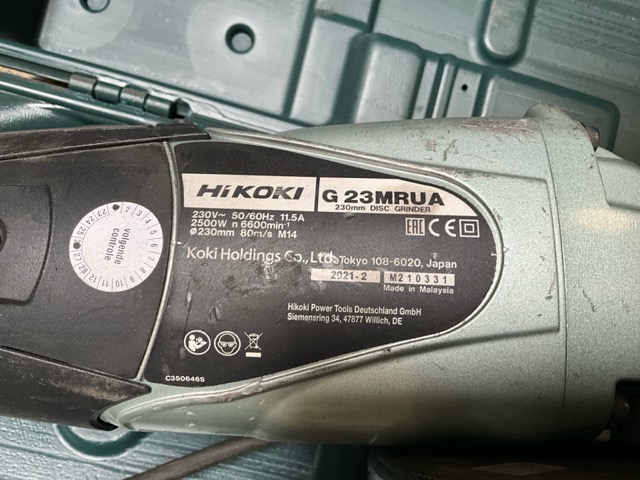 HiKOKI
G 23MRUA
230mm DISC GRINDER
230V~ 50/60Hz 11.5A
2500W n 6600min-1
Ø230mm 80m/s M14
EAC CE
Koki Holdings Co., Ltd. Tokyo 108-6020, Japan
2021-2 M210331
Made in Malaysia
Hikoki Power Tools Deutschland GmbH
Siemensring 34, 47877 Willich, DE
C3506465
volgende
controle